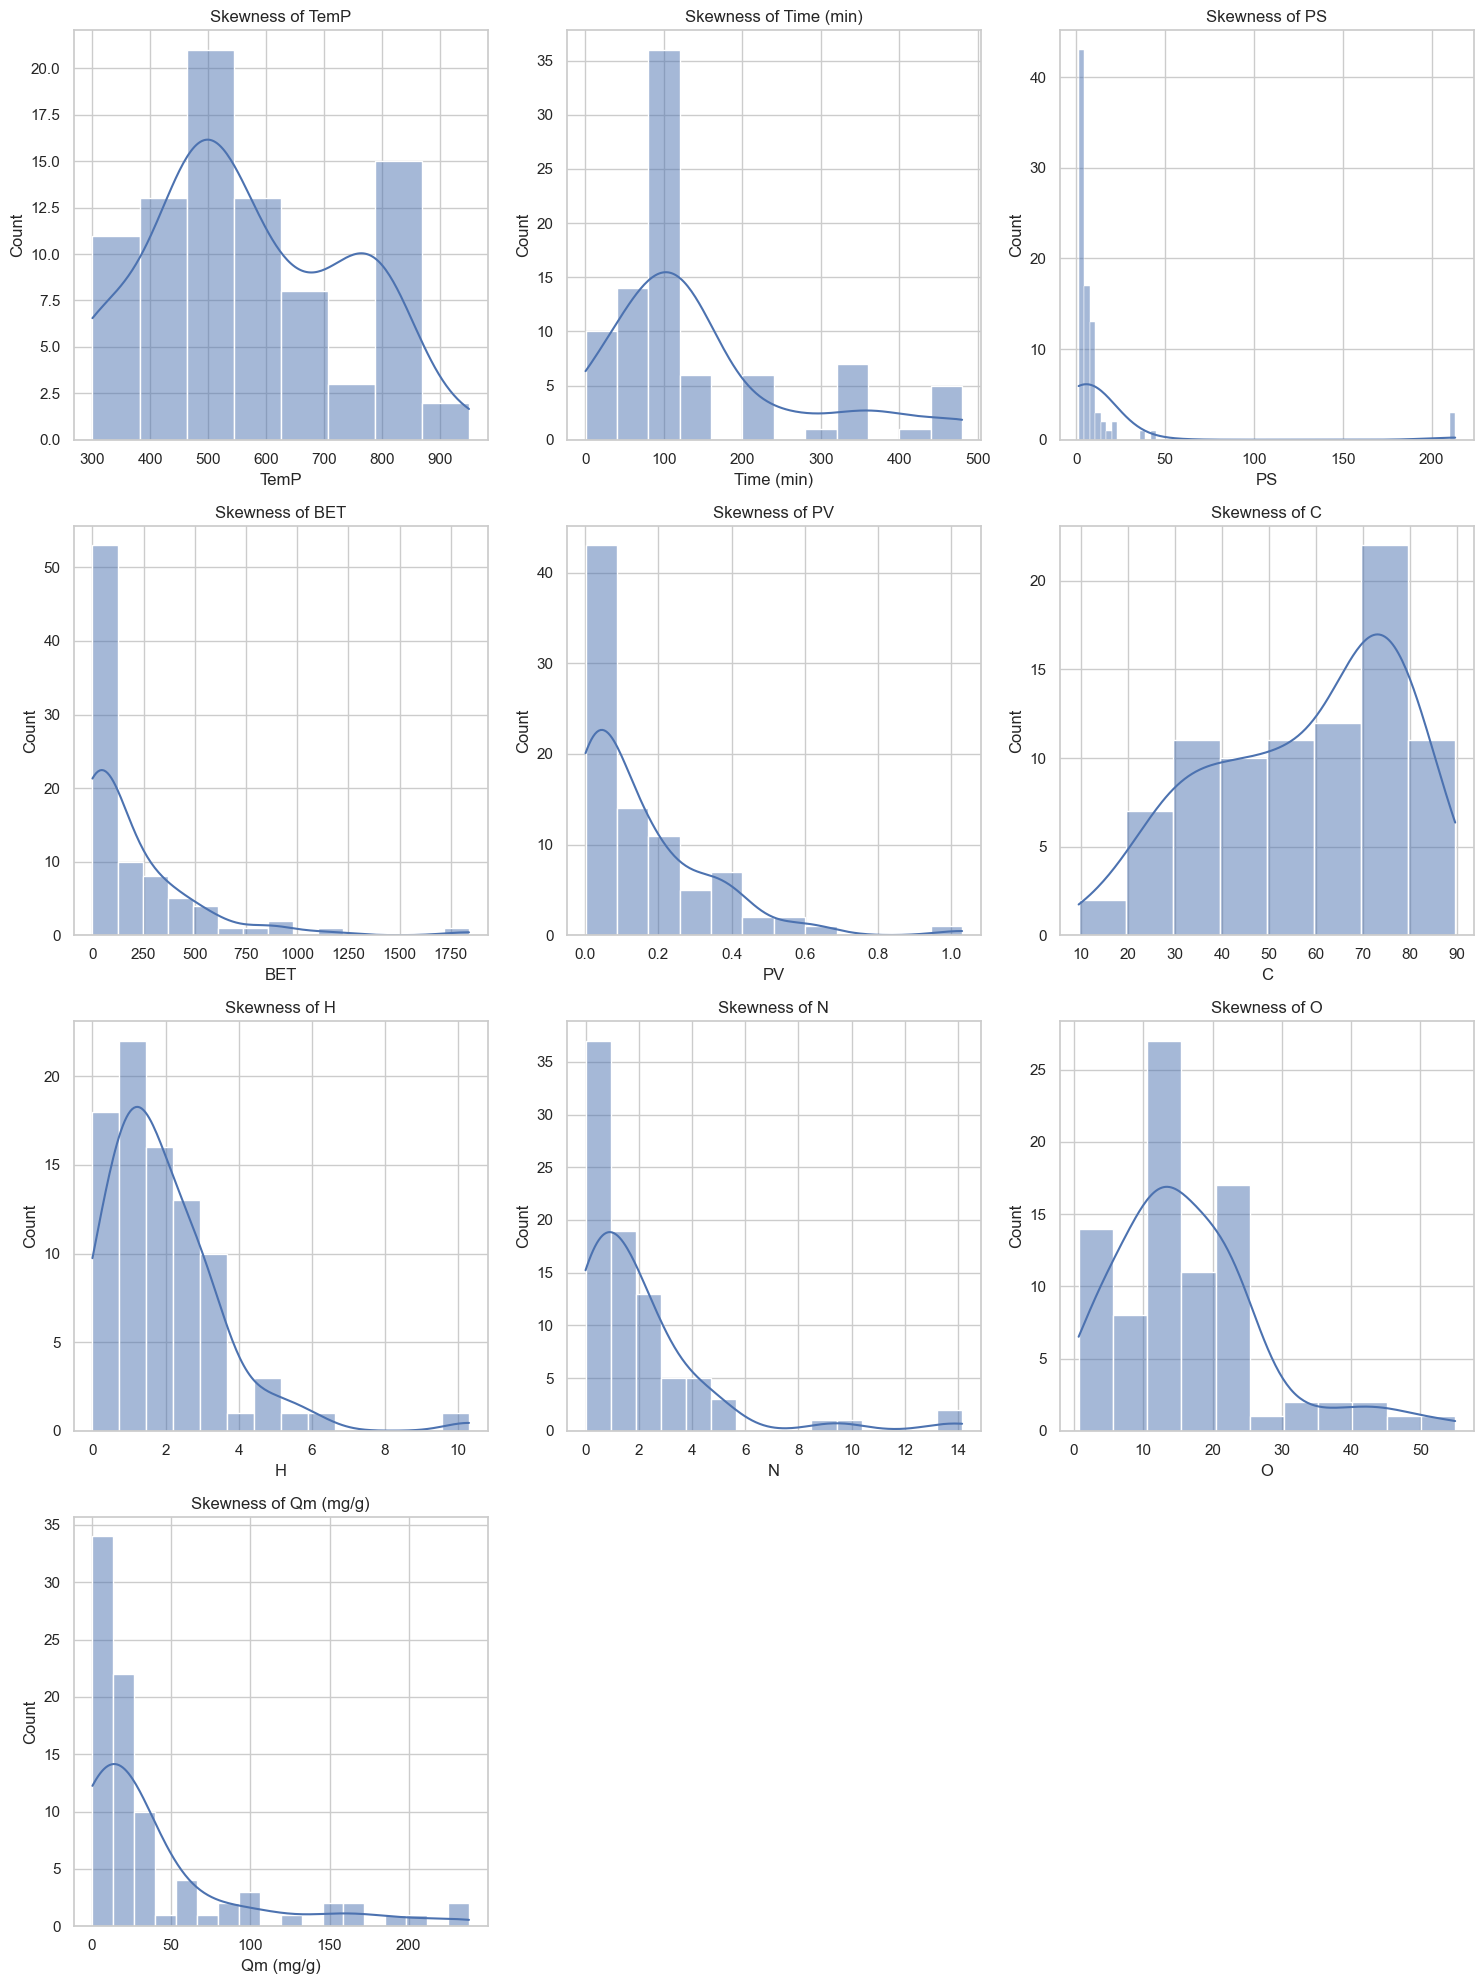 Skewness of TemP
Skewness of Time (min)
Skewness of PS
20.0
17.5
15.0
12.5
10.0
7.5
5.0
2.5
0.0
Count
300 400 500 600 700 800 900
TemP
35
30
25
20
15
10
5
0
Count
0 100 200 300 400 500
Time (min)
40
30
20
10
0
Count
0 50 100 150 200
PS
Skewness of BET
Skewness of PV
Skewness of C
50
40
30
20
10
0
Count
0 250 500 750 1000 1250 1500 1750
BET
40
30
20
10
0
Count
0.0 0.2 0.4 0.6 0.8 1.0
PV
20
15
10
5
0
Count
10 20 30 40 50 60 70 80 90
C
Skewness of H
Skewness of N
Skewness of O
20
15
10
5
0
Count
0 2 4 6 8 10
H
35
30
25
20
15
10
5
0
Count
0 2 4 6 8 10 12 14
N
25
20
15
10
5
0
Count
0 10 20 30 40 50
O
Skewness of Qm (mg/g)
35
30
25
20
15
10
5
0
Count
0 50 100 150 200
Qm (mg/g)